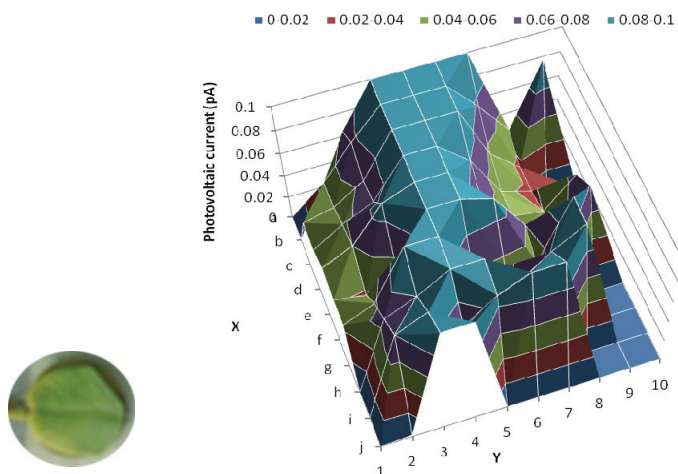 0-0.02 0.02-0.04 0.04-0.06 0.06-0.08 0.08-0.1
Photovoltaic current (pA)
0.1
0.08
0.06
0.04
0.02
0
a
b
c
d
e
f
g
h
i
j
X
1 2 3 4 5 6 7 8 9 10
Y